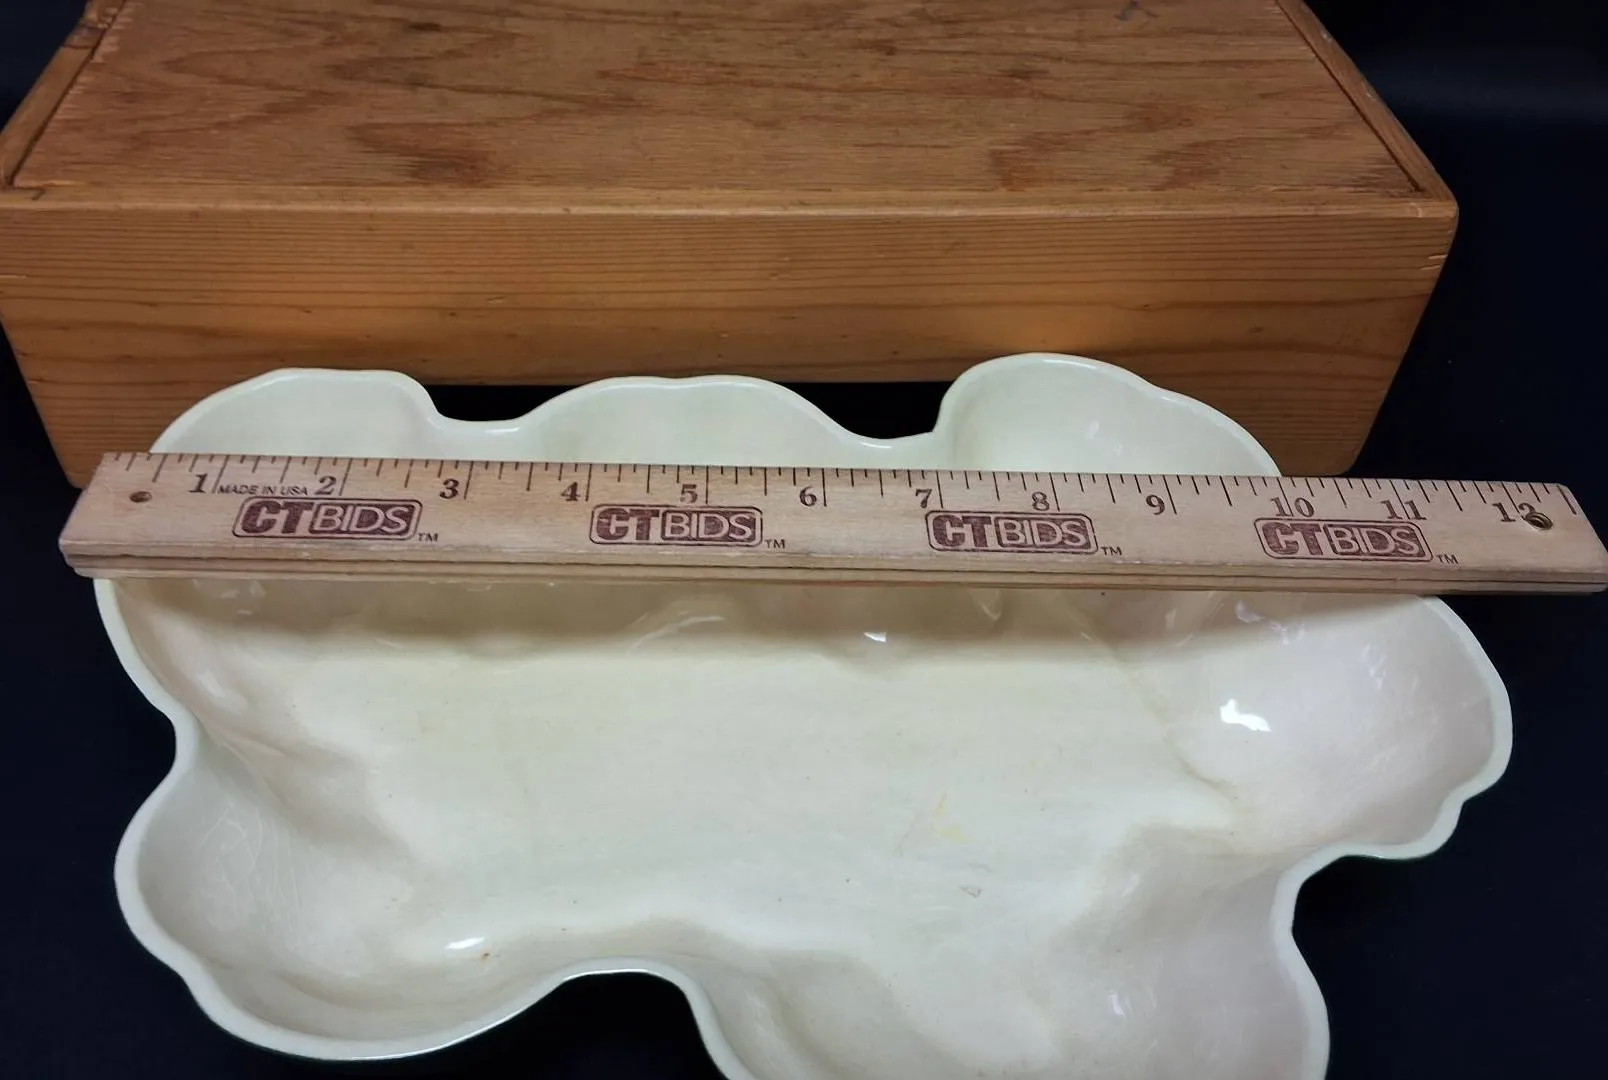 1 MADE IN USA 2 3 4 5 6 7 8 9 10 11 12
CTBIDS™ CTBIDS™ CTBIDS™ CTBIDS™